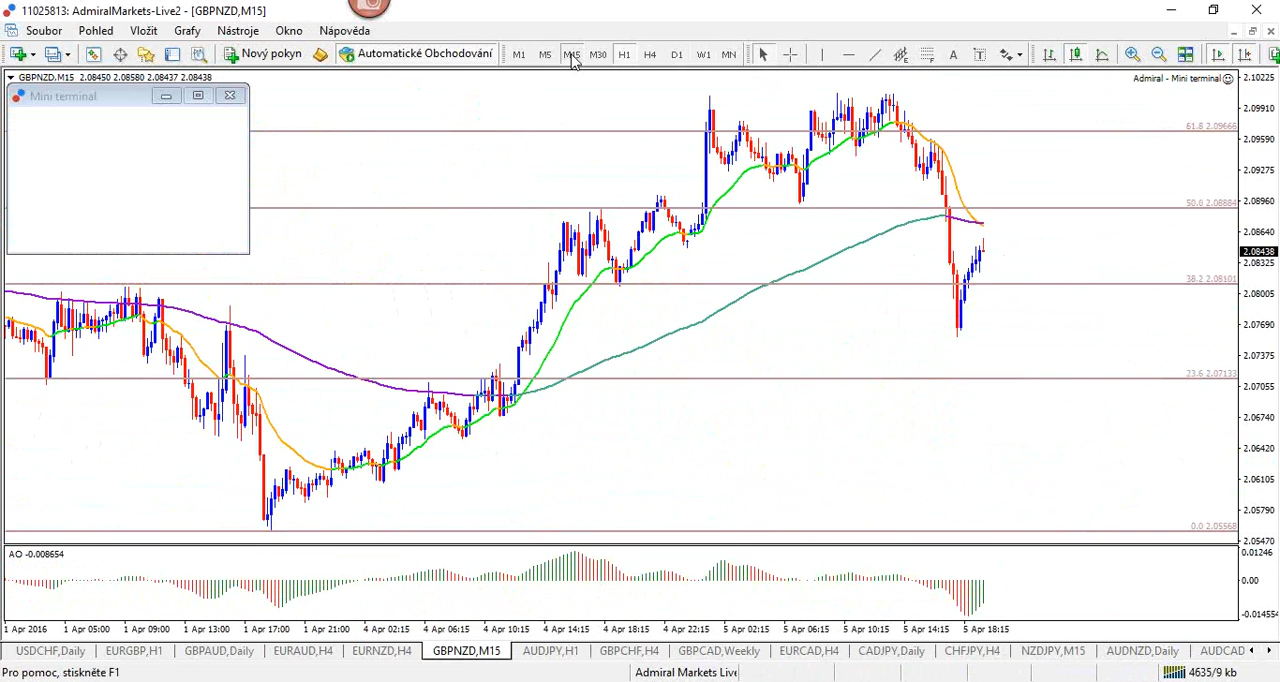 11025813: AdmiralMarkets-Live2 - [GBPNZD,M15]
Soubor Pohled Vložit Grafy Nástroje Okno Nápověda
Nový pokyn Automatické Obchodování M1 M5 M15 M30 H1 H4 D1 W1 MN A T
GBPNZD,M15 2.08450 2.08580 2.08437 2.08438
Admiral - Mini terminal
Mini terminal
2.10225
2.09910
61.8 2.09666
2.09590
2.09275
2.08960
50.0 2.08884
2.08640
2.08438
2.08325
38.2 2.08101
2.08005
2.07690
2.07375
23.6 2.07133
2.07055
2.06740
2.06420
2.06105
2.05790
0.0 2.05568
2.05470
AO -0.008654
0.01246
0.00
-0.014554
1 Apr 2016 1 Apr 05:00 1 Apr 09:00 1 Apr 13:00 1 Apr 17:00 1 Apr 21:00 4 Apr 02:15 4 Apr 06:15 4 Apr 10:15 4 Apr 14:15 4 Apr 18:15 4 Apr 22:15 5 Apr 02:15 5 Apr 06:15 5 Apr 10:15 5 Apr 14:15 5 Apr 18:15
USDCHF,Daily EURGBP,H1 GBPAUD,Daily EURAUD,H4 EURNZD,H4 GBPNZD,M15 AUDJPY,H1 GBPCHF,H4 GBPCAD,Weekly EURCAD,H4 CADJPY,Daily CHFJPY,H4 NZDJPY,M15 AUDNZD,Daily AUDCAD
Pro pomoc, stiskněte F1 Admiral Markets Live 4635/9 kb